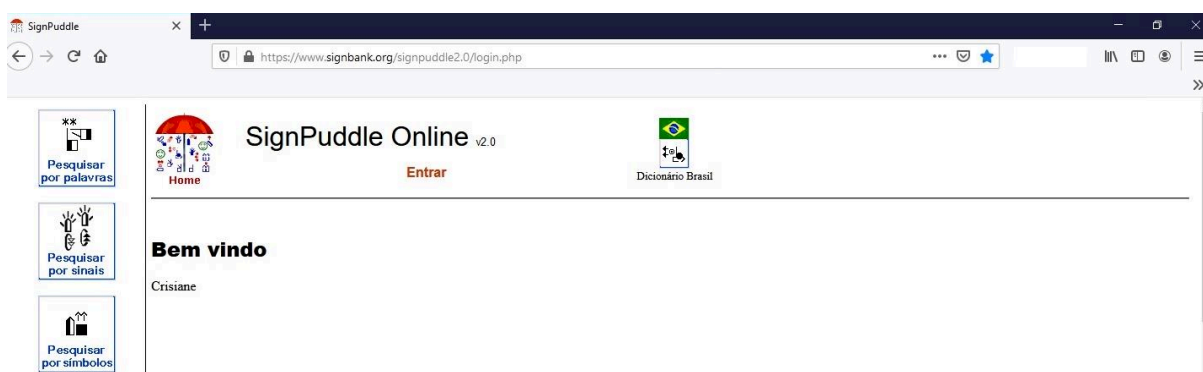 SignPuddle
https://www.signbank.org/signpuddle2.0/login.php
**
Pesquisar
por palavras
Pesquisar
por sinais
Pesquisar
por símbolos
Home
SignPuddle Online v2.0
Entrar
Dicionário Brasil
Bem vindo
Crisiane